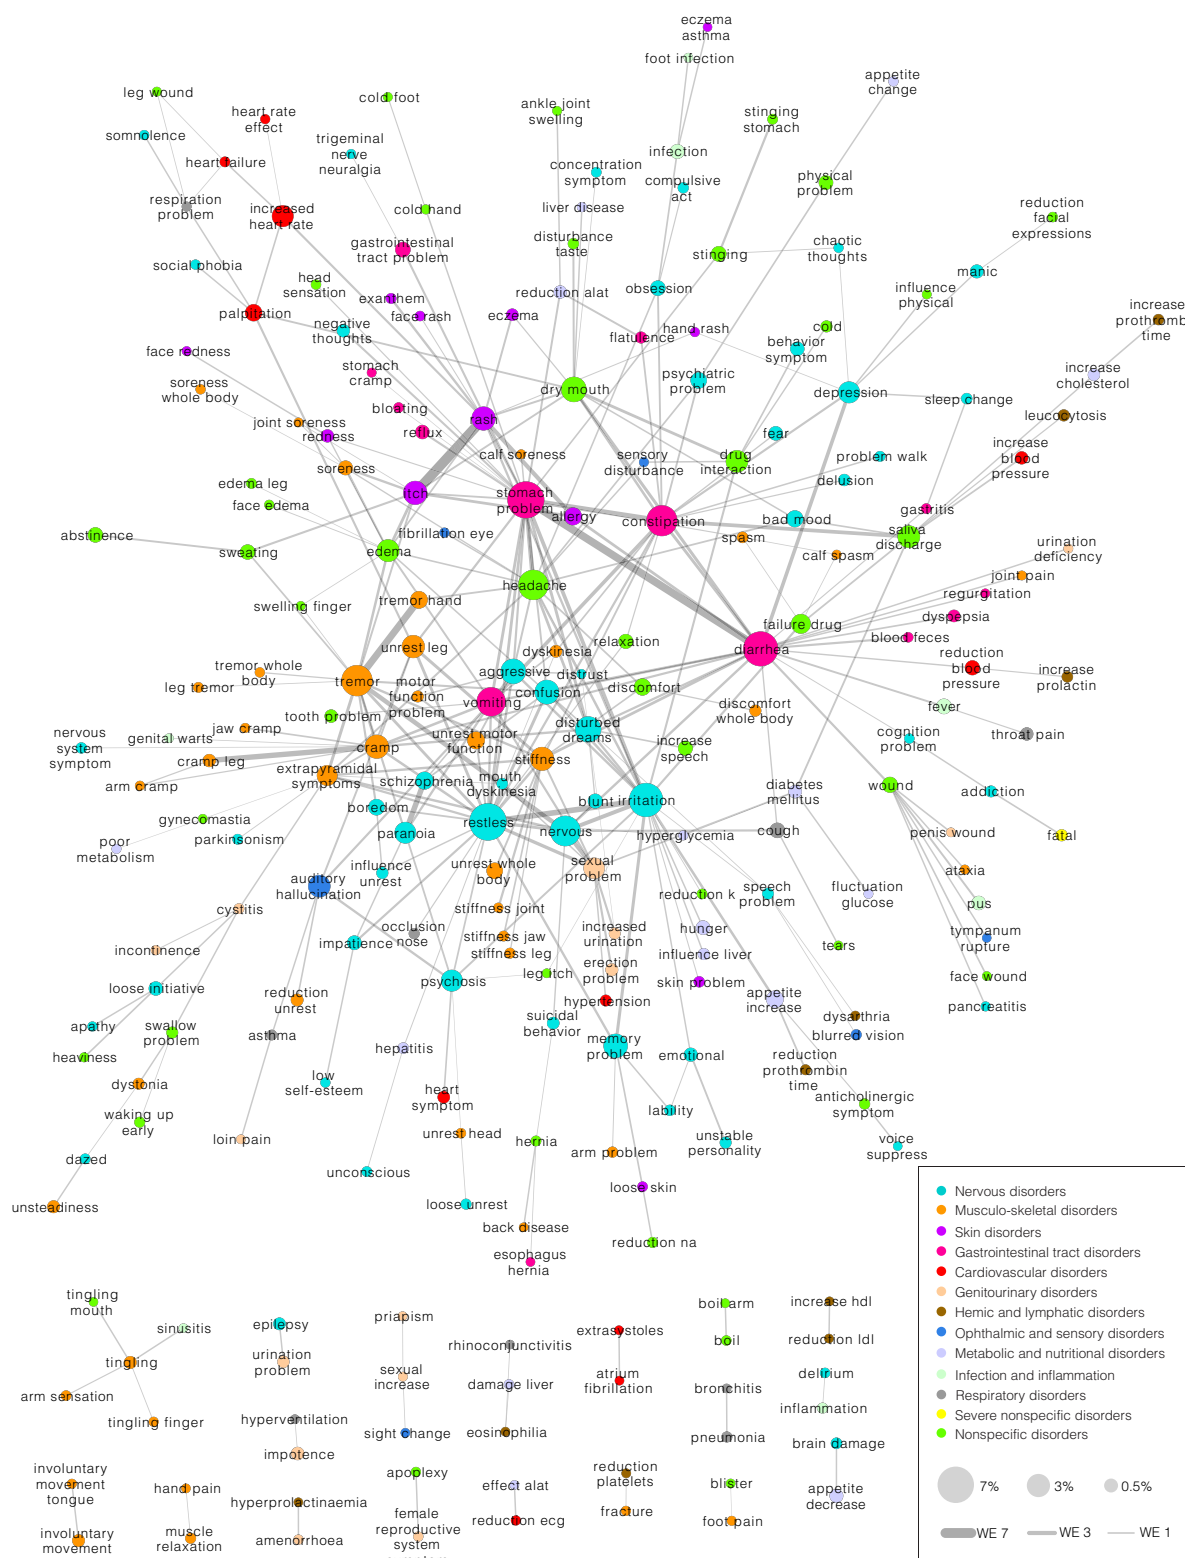 eczema
asthma
foot infection
appetite
change
leg wound
cold foot
heart rate
effect
ankle joint
swelling
stinging
stomach
somnolence
trigeminal
nerve
neuralgia
infection
heart failure
concentration
symptom
compulsive
act
physical
problem
respiration
problem
increased
heart rate
cold hand
liver disease
reduction
facial
expressions
gastrointestinal
tract problem
disturbance
taste
stinging
chaotic
thoughts
social phobia
manic
head
sensation
exanthem
reduction alat
obsession
influence
physical
increase
prothrombin
time
palpitation
face rash
eczema
negative
thoughts
flatulence
hand rash
cold
behavior
symptom
face redness
stomach
cramp
psychiatric
problem
increase
cholesterol
soreness
whole body
dry mouth
depression
sleep change
bloating
leucocytosis
joint soreness
redness
reflux
rash
fear
increase
blood
pressure
calf soreness
sensory
disturbance
drug
interaction
problem walk
soreness
delusion
edema leg
itch
stomach
problem
face edema
allergy
constipation
bad mood
gastritis
abstinence
fibrillation eye
spasm
saliva
discharge
urination
deficiency
sweating
edema
calf spasm
headache
joint pain
swelling finger
tremor hand
regurgitation
failure drug
dyspepsia
unrest leg
relaxation
diarrhea
blood feces
dyskinesia
tremor whole
body
aggressive
distrust
reduction
blood
pressure
increase
prolactin
leg tremor
tremor
motor
function
problem
confusion
discomfort
vomiting
discomfort
whole body
fever
tooth problem
disturbed
dreams
jaw cramp
unrest motor
function
throat pain
nervous
system
symptom
genital warts
cramp
increase
speech
cognition
problem
cramp leg
stiffness
extrapyramidal
symptoms
schizophrenia
mouth
dyskinesia
arm cramp
diabetes
mellitus
wound
addiction
boredom
blunt
irritation
gynecomastia
restless
nervous
hyperglycemia
cough
parkinsonism
paranoia
penis wound
fatal
poor
metabolism
influence
unrest
unrest whole
body
sexual
problem
ataxia
auditory
hallucination
reduction k
speech
problem
fluctuation
glucose
pus
cystitis
stiffness joint
occlusion
nose
increased
urination
hunger
tympanum
rupture
incontinence
impatience
stiffness jaw
stiffness leg
influence liver
tears
erection
problem
leg itch
skin problem
face wound
loose initiative
psychosis
appetite
increase
reduction
unrest
hypertension
pancreatitis
apathy
swallow
problem
asthma
suicidal
behavior
dysarthria
blurred vision
hepatitis
memory
problem
emotional
heaviness
reduction
prothrombin
time
dystonia
low
self-esteem
heart
symptom
anticholinergic
symptom
waking up
early
lability
loin pain
unrest head
hernia
unstable
personality
voice
suppress
arm problem
dazed
unconscious
loose skin
unsteadiness
loose unrest
back disease
reduction na
esophagus
hernia
Nervous disorders
Musculo-skeletal disorders
Skin disorders
Gastrointestinal tract disorders
Cardiovascular disorders
Genitourinary disorders
Hemic and lymphatic disorders
Ophthalmic and sensory disorders
Metabolic and nutritional disorders
Infection and inflammation
Respiratory disorders
Severe nonspecific disorders
Nonspecific disorders
7%
3%
0.5%
WE 7
WE 3
WE 1
tingling
mouth
sinusitis
tingling
arm sensation
tingling finger
epilepsy
urination
problem
priapism
sexual
increase
sight change
rhinoconjunctivitis
damage liver
eosinophilia
extrasystoles
atrium
fibrillation
boil arm
boil
bronchitis
pneumonia
increase hdl
reduction ldl
delirium
inflammation
hyperventilation
impotence
brain damage
appetite
decrease
involuntary
movement
tongue
involuntary
movement
hand pain
muscle
relaxation
hyperprolactinaemia
amenorrhoea
apoplexy
female
reproductive
system
effect alat
reduction ecg
reduction
platelets
fracture
blister
foot pain